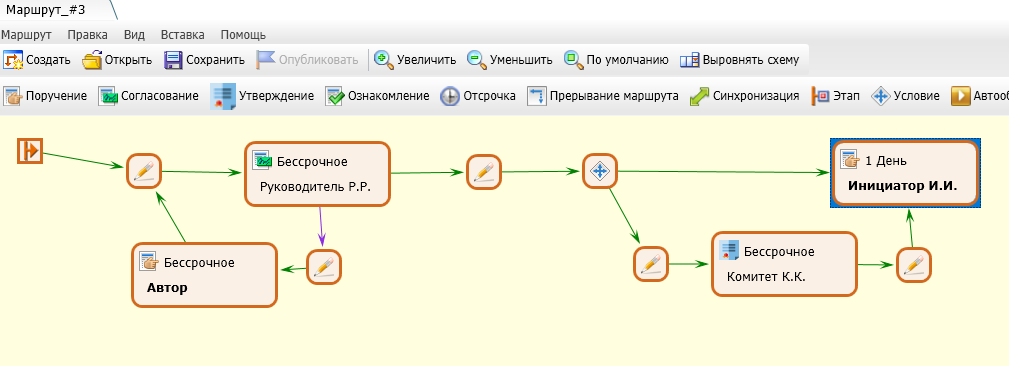 Маршрут_#3
Маршрут Правка Вид Вставка Помощь
Создать Открыть Сохранить Опубликовать Увеличить Уменьшить По умолчанию Выровнять схему
Поручение Согласование Утверждение Ознакомление Отсрочка Прерывание маршрута Синхронизация Этап Условие
Бессрочное
Руководитель Р.Р.
1 День
Инициатор И.И.
Бессрочное
Автор
Бессрочное
Комитет К.К.